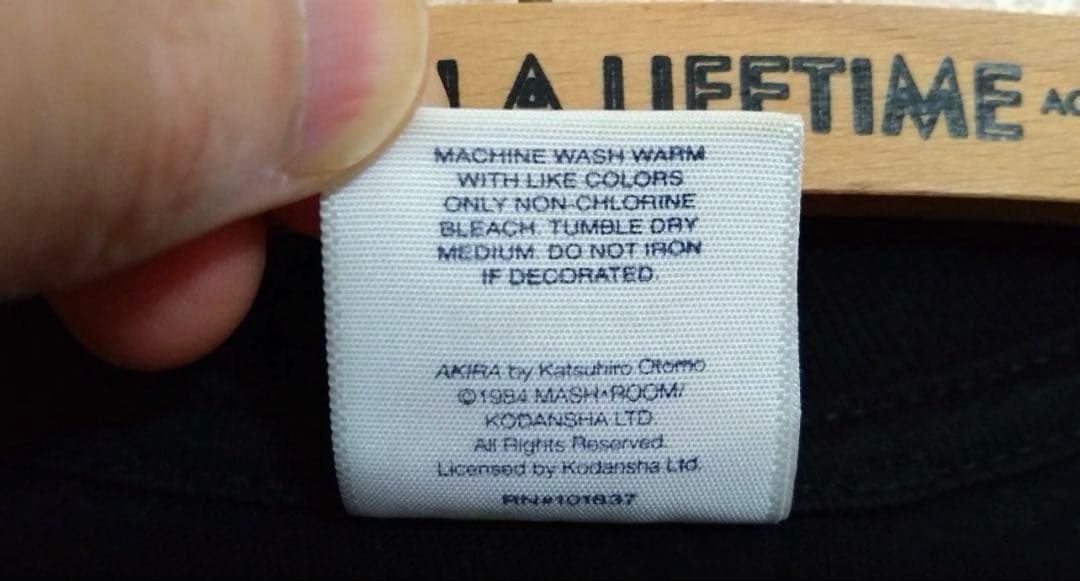 A LIFETIME
MACHINE WASH WARM
WITH LIKE COLORS
ONLY NON-CHLORINE
BLEACH. TUMBLE DRY
MEDIUM. DO NOT IRON
IF DECORATED.
AKIRA by Katsuhiro Otomo
©1984 MASH•ROOM/
KODANSHA LTD.
All Rights Reserved.
Licensed by Kodansha Ltd.
RN#101837